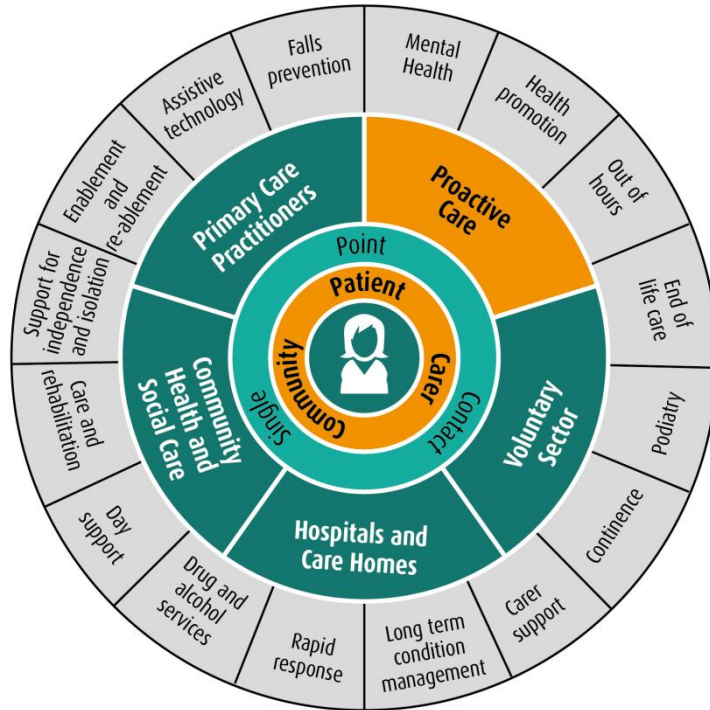 Falls
prevention
Mental
Health
Health
promotion
Out of
hours
End of
life care
Podiatry
Continence
Carer
support
Long term
condition
management
Rapid
response
Drug and
alcohol
services
Day
support
Care and
rehabilitation
Support for
independence
and isolation
Enablement
and
re-ablement
Assistive
technology
Primary Care
Practitioners
Proactive
Care
Voluntary
Sector
Hospitals and
Care Homes
Community
Health and
Social Care
Single
Point
Contact
Patient
Carer
Community